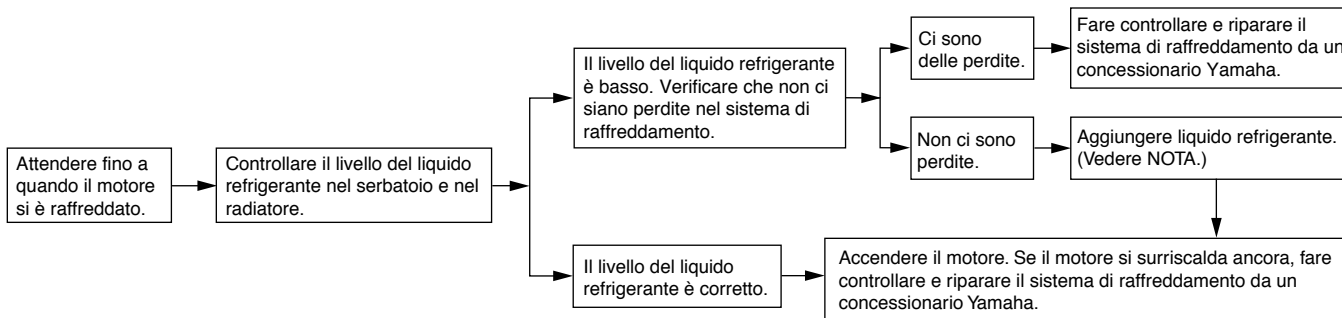 Attendere fino a
quando il motore
si è raffreddato.
Controllare il livello del liquido
refrigerante nel serbatoio e nel
radiatore.
Il livello del liquido refrigerante
è basso. Verificare che non ci
siano perdite nel sistema di
raffreddamento.
Ci sono
delle perdite.
Fare controllare e riparare il
sistema di raffreddamento da un
concessionario Yamaha.
Non ci sono
perdite.
Aggiungere liquido refrigerante.
(Vedere NOTA.)
Il livello del liquido
refrigerante è corretto.
Accendere il motore. Se il motore si surriscalda ancora, fare
controllare e riparare il sistema di raffreddamento da un
concessionario Yamaha.